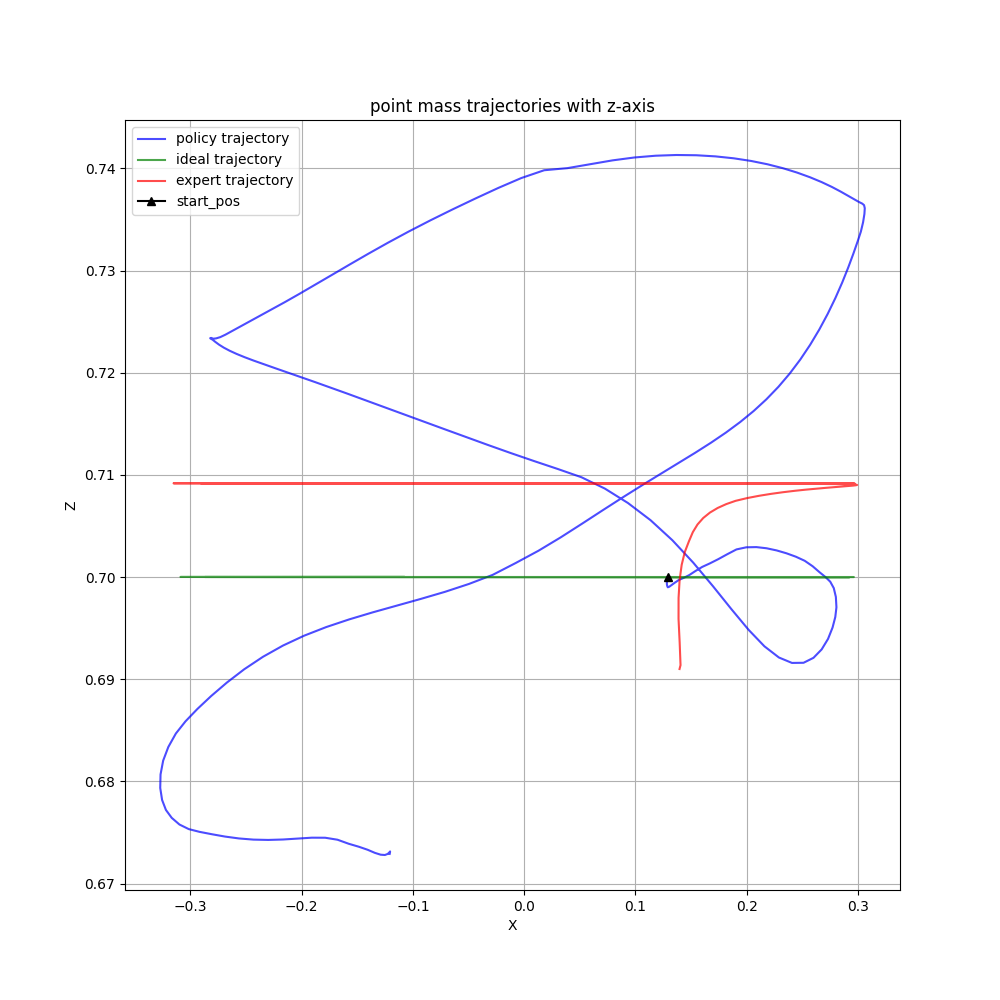 point mass trajectories with z-axis
policy trajectory
ideal trajectory
expert trajectory
start_pos
0.74
0.73
0.72
0.71
0.70
0.69
0.68
0.67
Z
−0.3 −0.2 −0.1 0.0 0.1 0.2 0.3
X